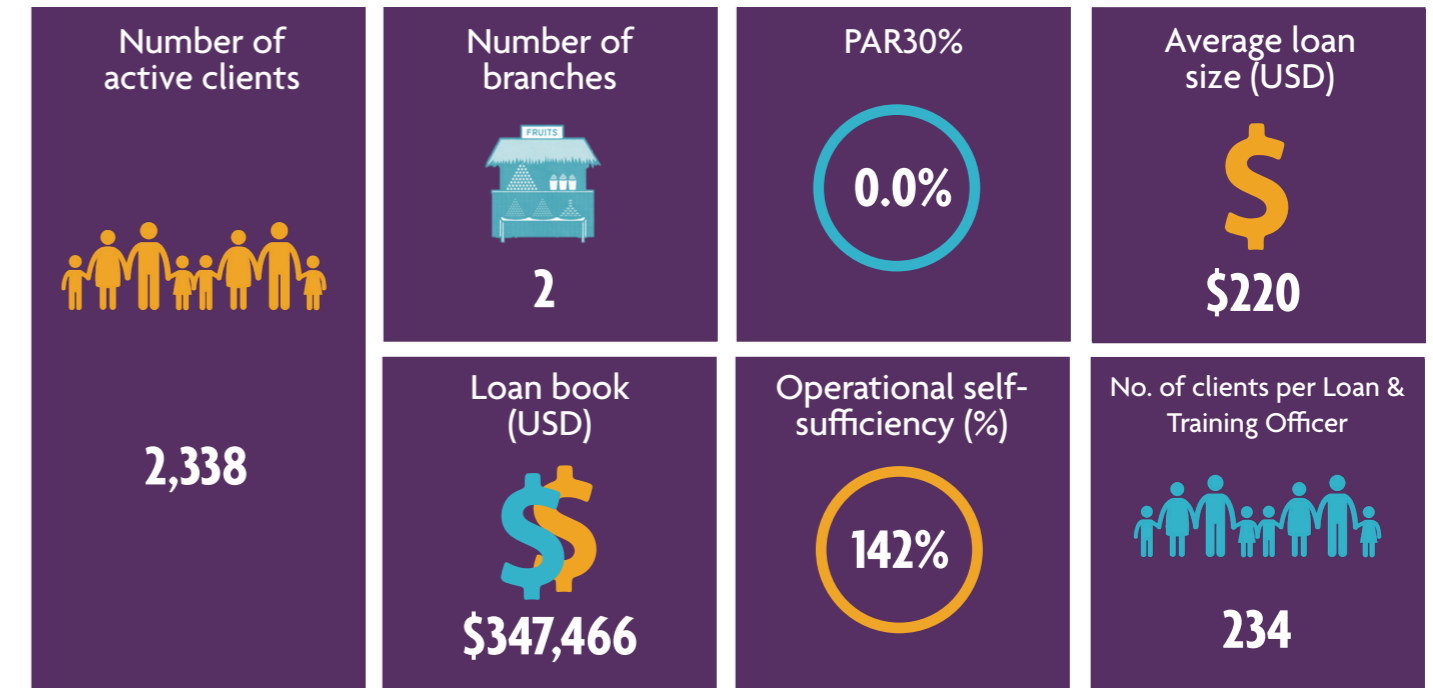 Number of
active clients
2,338
Number of
branches
FRUITS
2
PAR30%
0.0%
Average loan
size (USD)
$220
Loan book
(USD)
$347,466
Operational self-
sufficiency (%)
142%
No. of clients per Loan &
Training Officer
234